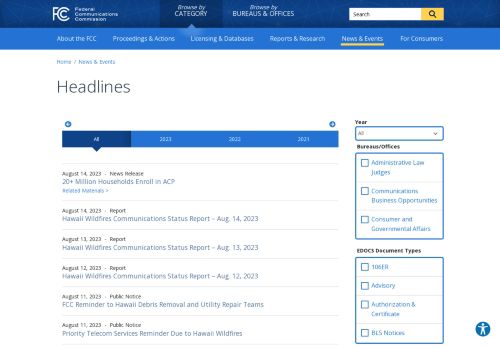 FCC Federal
Communications
Commission
Browse by
CATEGORY
Browse by
BUREAUS & OFFICES
Search
About the FCC
Proceedings & Actions
Licensing & Databases
Reports & Research
News & Events
For Consumers
Home / News & Events
Headlines
All
2023
2022
2021
August 14, 2023 - News Release
20+ Million Households Enroll in ACP
Related Materials >
August 14, 2023 - Report
Hawaii Wildfires Communications Status Report – Aug. 14, 2023
August 13, 2023 - Report
Hawaii Wildfires Communications Status Report – Aug. 13, 2023
August 12, 2023 - Report
Hawaii Wildfires Communications Status Report – Aug. 12, 2023
August 11, 2023 - Public Notice
FCC Reminder to Hawaii Debris Removal and Utility Repair Teams
August 11, 2023 - Public Notice
Priority Telecom Services Reminder Due to Hawaii Wildfires
Year
All
Bureaus/Offices
Administrative Law
Judges
Communications
Business Opportunities
Consumer and
Governmental Affairs
EDOCS Document Types
106ER
Advisory
Authorization &
Certificate
BCS Notices